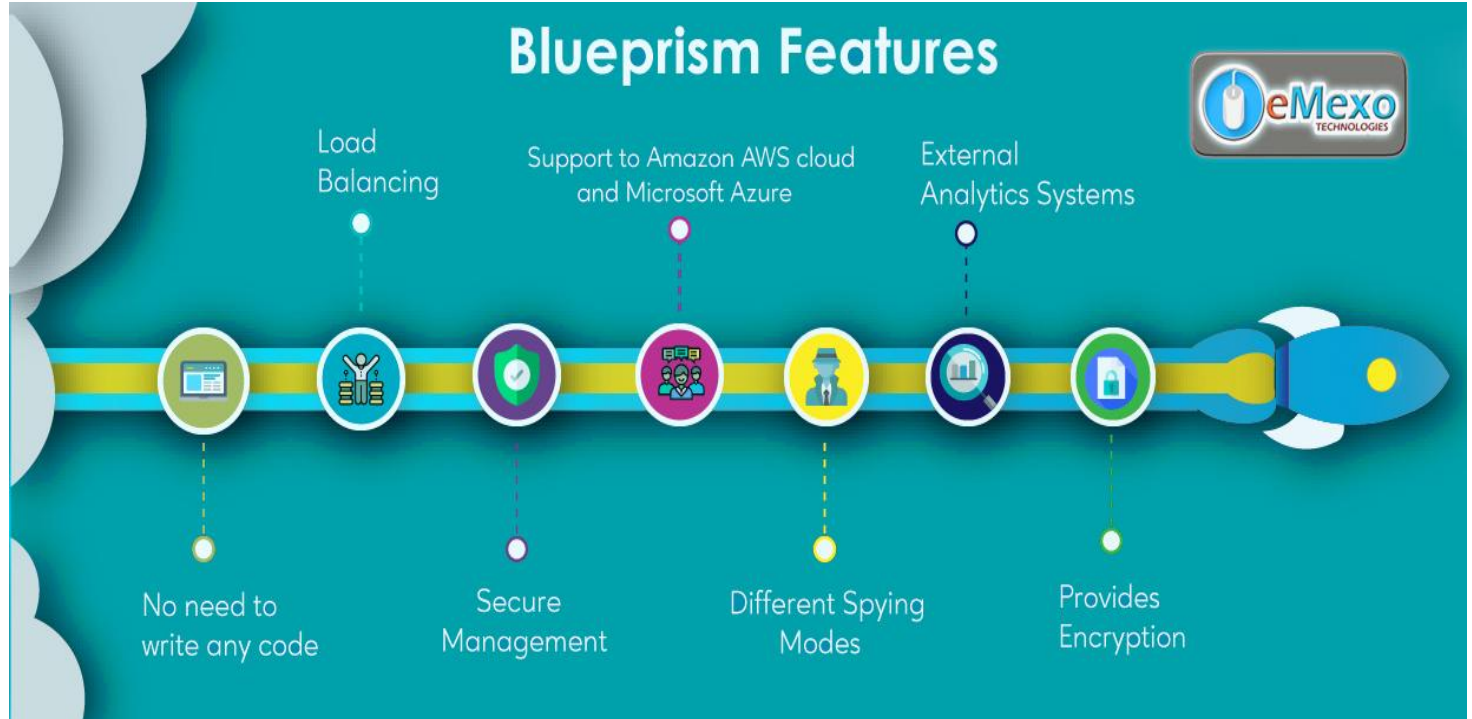 Blueprism Features
eMexo
TECHNOLOGIES
Load
Balancing
Support to Amazon AWS cloud
and Microsoft Azure
External
Analytics Systems
No need to
write any code
Secure
Management
Different Spying
Modes
Provides
Encryption